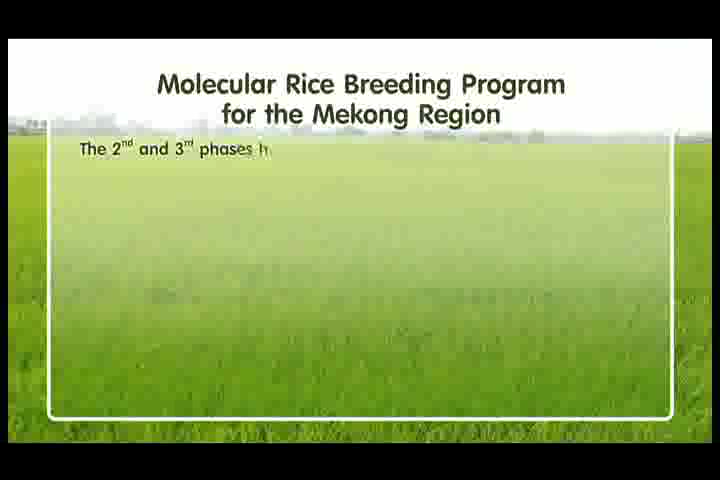 Molecular Rice Breeding Program
for the Mekong Region
The 2nd and 3rd phases